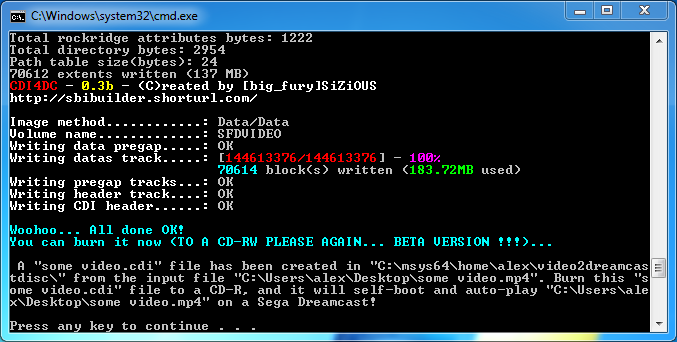 C:\Windows\system32\cmd.exe
Total rockridge attributes bytes: 1222
Total directory bytes: 2954
Path table size(bytes): 24
70612 extents written (137 MB)
CDI4DC - 0.3b - (C)reated by [big_fury]SiZiOUS
http://sbibuilder.shorturl.com/
Image method............: Data/Data
Volume name.............: SFDVIDEO
Writing data pregap.....: OK
Writing datas track.....: [144613376/144613376] - 100%
70614 block(s) written (183.72MB used)
Writing pregap tracks...: OK
Writing header track....: OK
Writing CDI header......: OK
Woohoo... All done OK!
You can burn it now (TO A CD-RW PLEASE AGAIN... BETA VERSION !!!)...
A "some video.cdi" file has been created in "C:\msys64\home\alex\video2dreamcas
tdisc\" from the input file "C:\Users\alex\Desktop\some video.mp4". Burn this "s
ome video.cdi" file to a CD-R, and it will self-boot and auto-play "C:\Users\ale
x\Desktop\some video.mp4" on a Sega Dreamcast!
Press any key to continue . . .